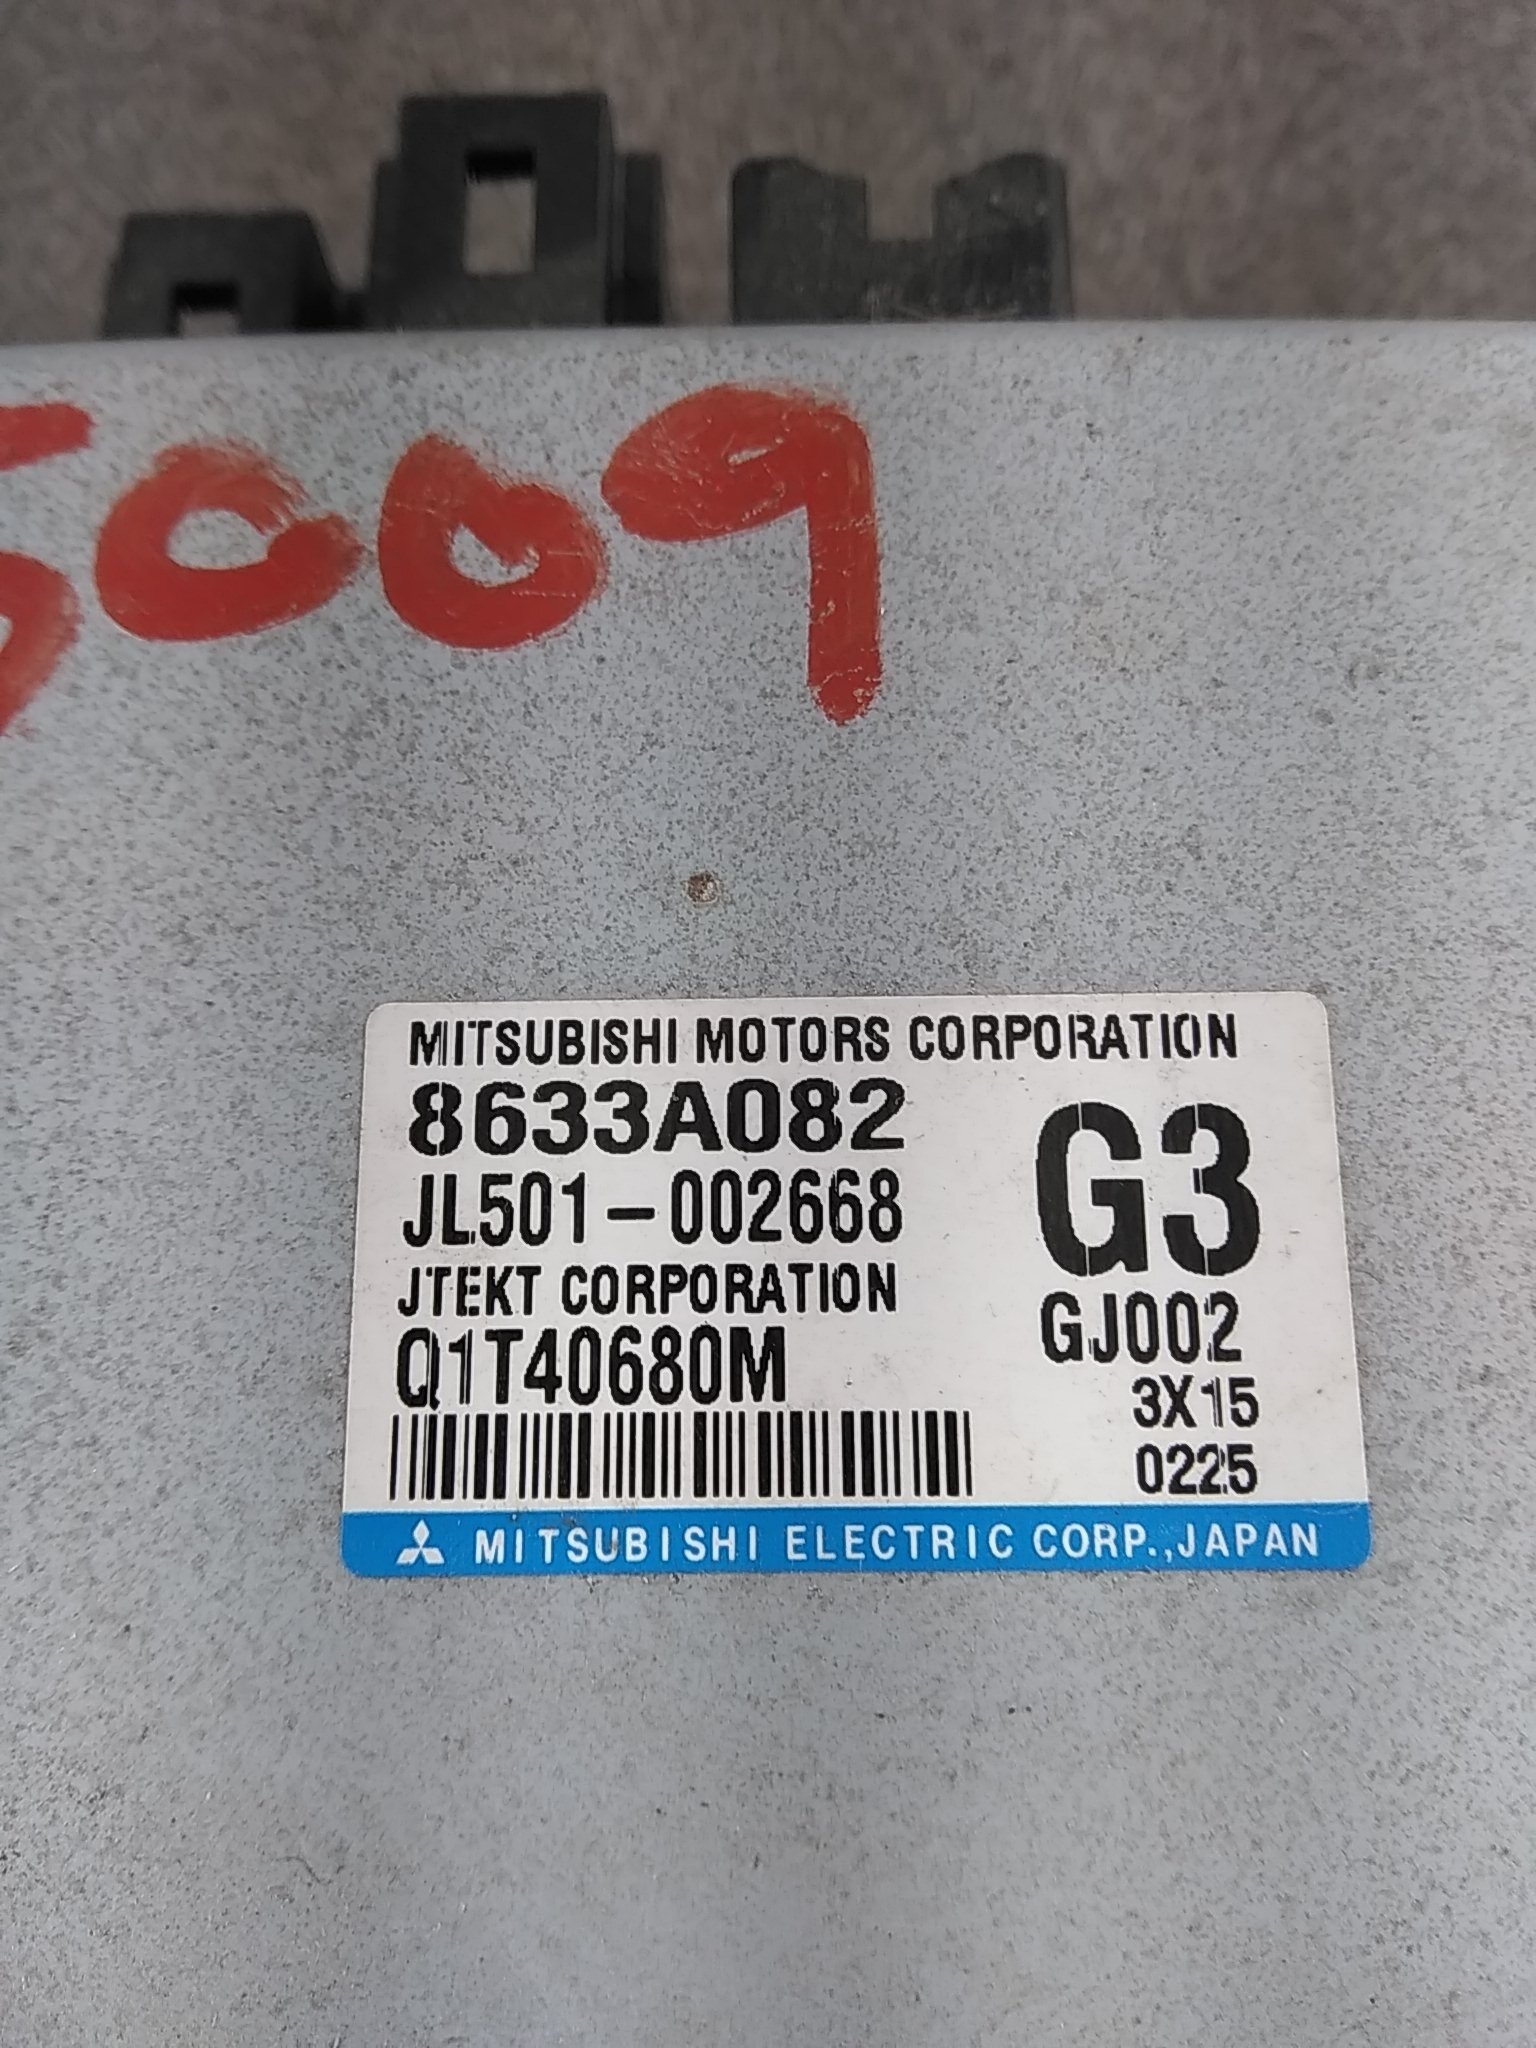 5009
MITSUBISHI MOTORS CORPORATION
8633A082
G3
JL501-002668
JTEKT CORPORATION
GJ002
Q1T40680M
3X15
0225
MITSUBISHI ELECTRIC CORP.,JAPAN